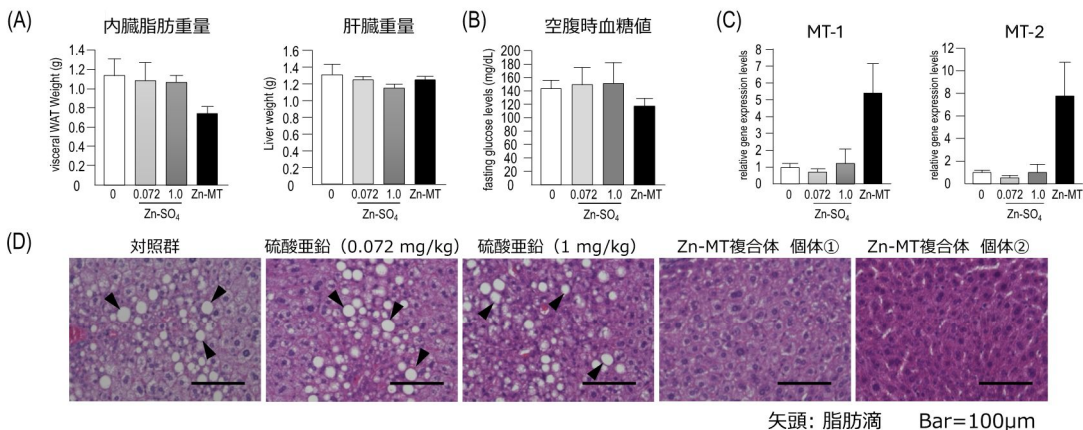 (A)
内臓脂肪重量
visceral WAT Weight (g)
1.4
1.2
1.0
0.8
0.6
0.4
0.2
0
0 0.072 1.0 Zn-MT
Zn-SO₄
肝臓重量
Liver weight (g)
1.6
1.4
1.2
1.0
0.8
0.6
0.4
0.2
0
0 0.072 1.0 Zn-MT
Zn-SO₄
(B)
空腹時血糖値
fasting glucose levels (mg/dL)
200
180
160
140
120
100
80
60
40
20
0
0 0.072 1.0 Zn-MT
Zn-SO₄
(C)
MT-1
relative gene expression levels
8
7
6
5
4
3
2
1
0
0 0.072 1.0 Zn-MT
Zn-SO₄
MT-2
relative gene expression levels
12
10
8
6
4
2
0
0 0.072 1.0 Zn-MT
Zn-SO₄
(D)
対照群
硫酸亜鉛（0.072 mg/kg）
硫酸亜鉛（1 mg/kg）
Zn-MT複合体 個体①
Zn-MT複合体 個体②
矢頭: 脂肪滴 Bar=100μm